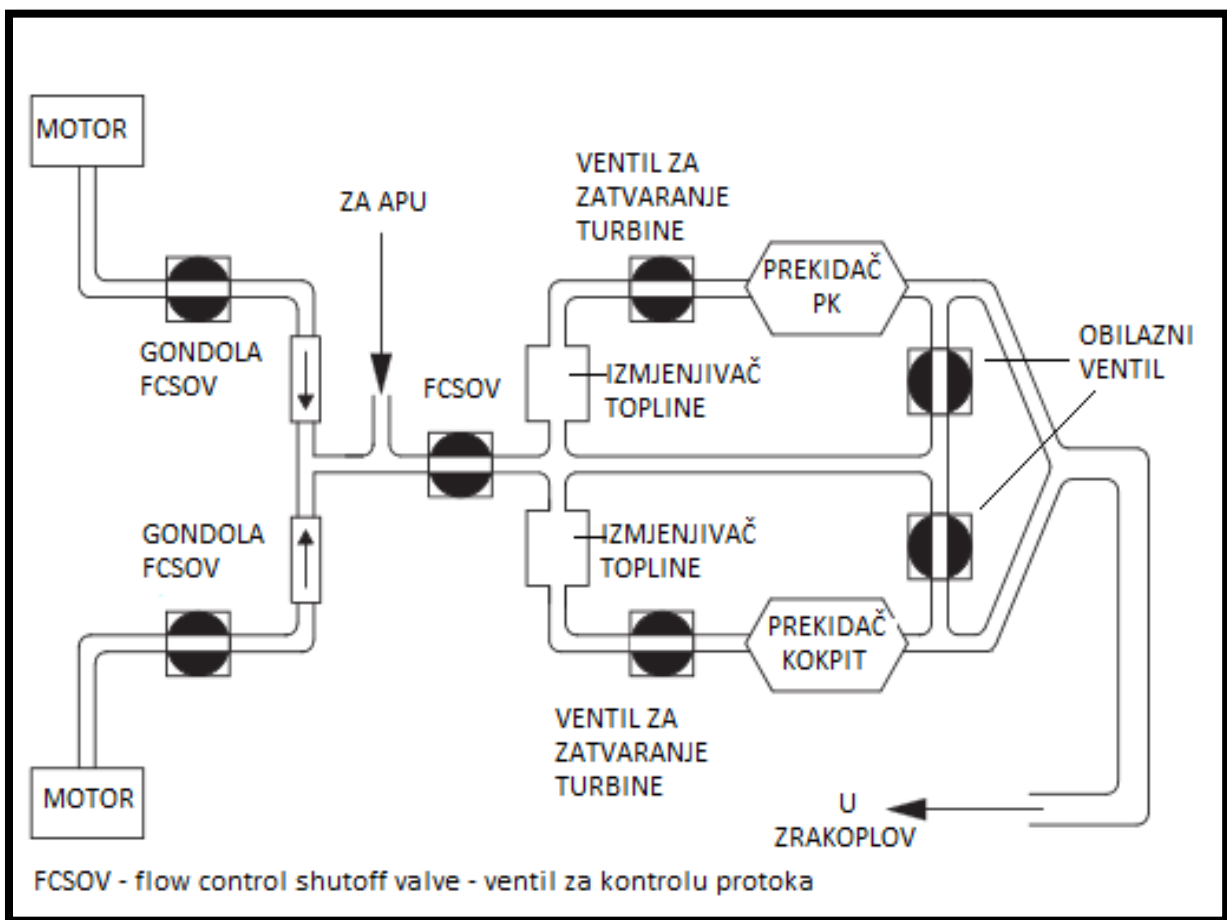 MOTOR
ZA APU
VENTIL ZA
ZATVARANJE
TURBINE
PREKIDAČ
PK
GONDOLA
FCSOV
FCSOV
IZMJENJIVAČ
TOPLINE
OBILAZNI
VENTIL
GONDOLA
FCSOV
IZMJENJIVAČ
TOPLINE
PREKIDAČ
KOKPIT
MOTOR
VENTIL ZA
ZATVARANJE
TURBINE
U
ZRAKOPLOV
FCSOV - flow control shutoff valve - ventil za kontrolu protoka